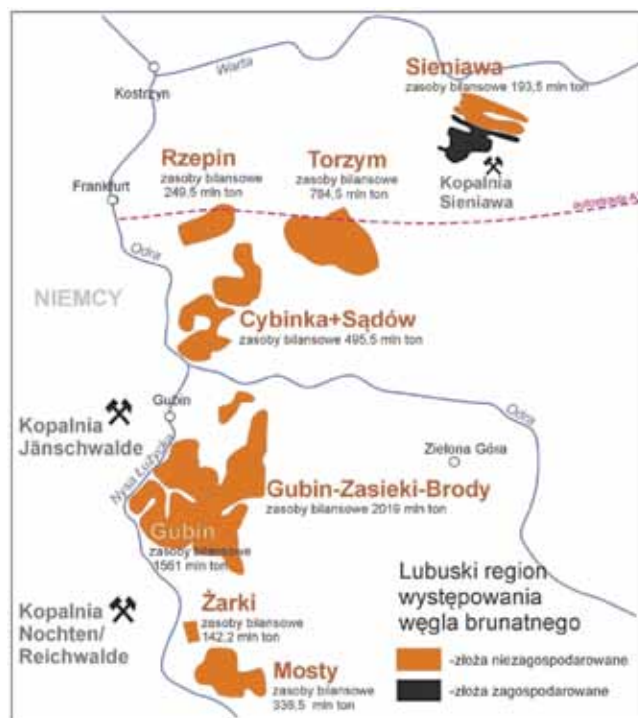 Warta
Kostrzyn
Sieniawa
zasoby bilansowe 193,5 mln ton
Kopalnia
Sieniawa
Rzepin
zasoby bilansowe
249,5 mln ton
Torzym
zasoby bilansowe
784,5 mln ton
Frankfurt
autostrada
Odra
NIEMCY
Cybinka+Sądów
zasoby bilansowe 495,5 mln ton
Gubin
Kopalnia
Jänschwalde
Nysa Łużycka
Odra
Zielona Góra
Gubin-Zasieki-Brody
zasoby bilansowe 2019 mln ton
Gubin
zasoby bilansowe
1561 mln ton
Kopalnia
Nochten/
Reichwalde
Żarki
zasoby bilansowe
142,2 mln ton
Mosty
zasoby bilansowe
336,5 mln ton
Lubuski region
występowania
węgla brunatnego
-złoża niezagospodarowane
-złoża zagospodarowane